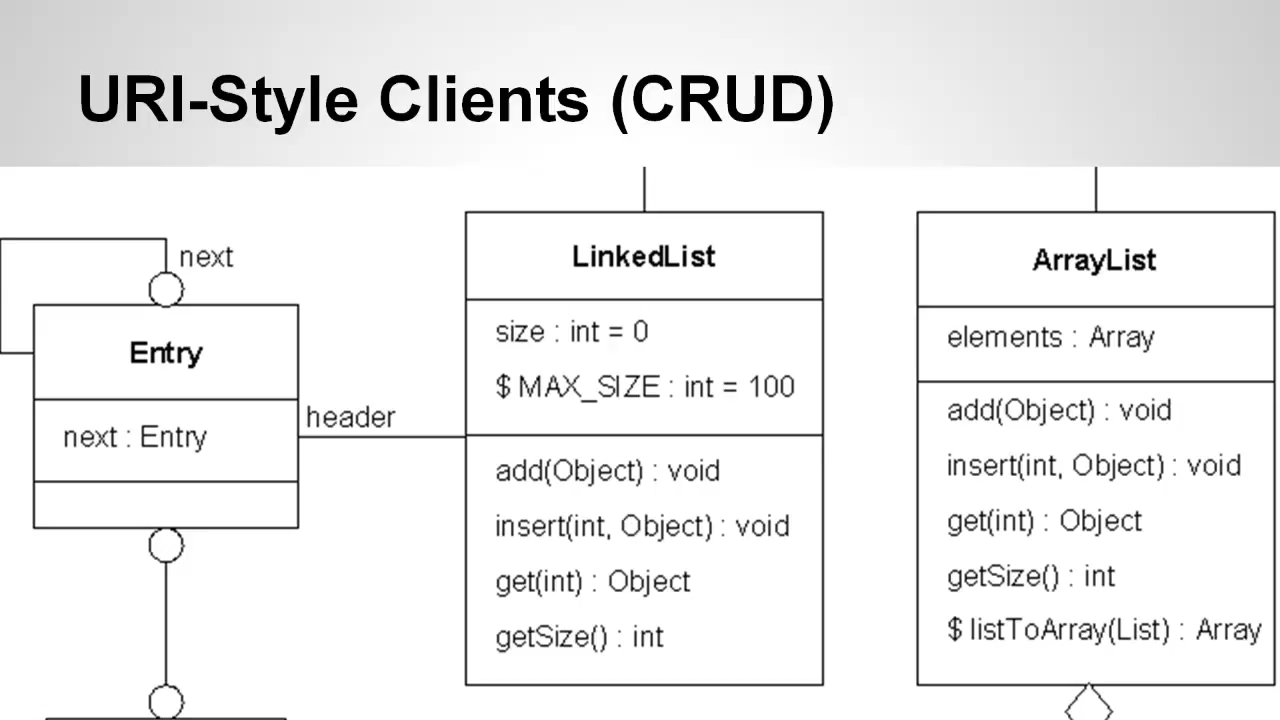 URI-Style Clients (CRUD)
next
Entry
next : Entry
header
LinkedList
size : int = 0
$ MAX_SIZE : int = 100
add(Object) : void
insert(int, Object) : void
get(int) : Object
getSize() : int
ArrayList
elements : Array
add(Object) : void
insert(int, Object) : void
get(int) : Object
getSize() : int
$ listToArray(List) : Array